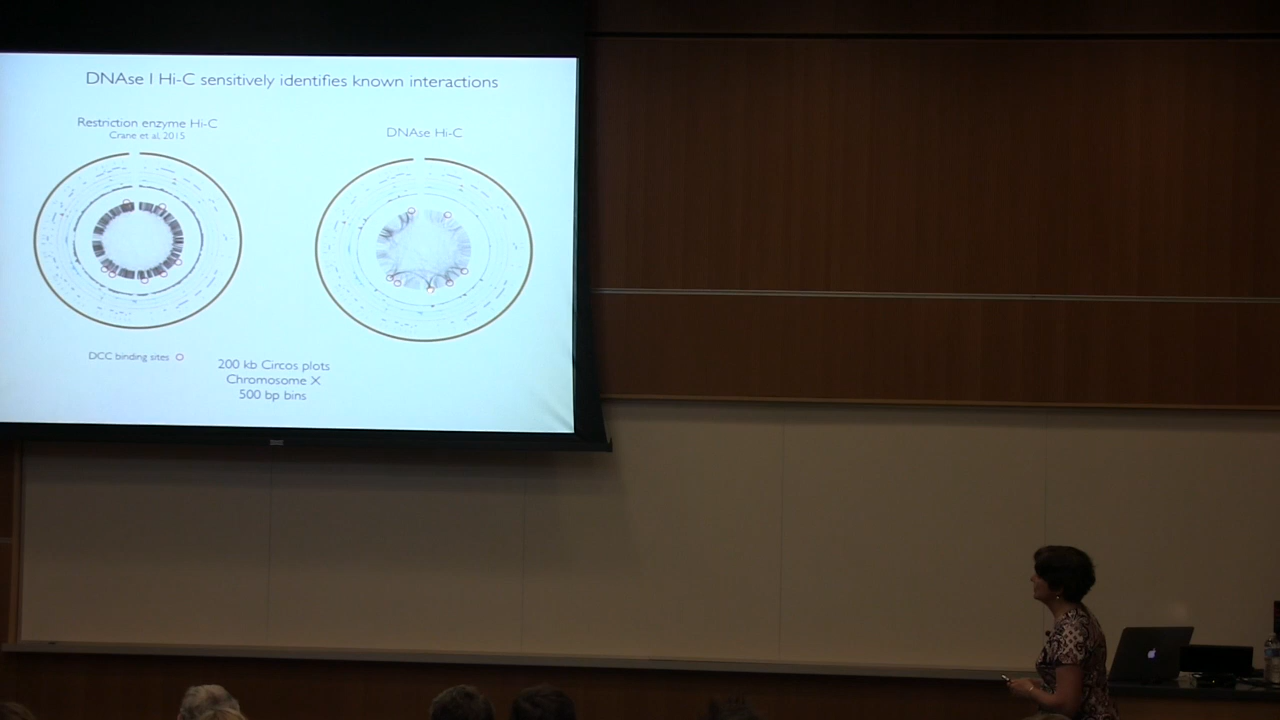 DNAse I Hi-C sensitively identifies known interactions
Restriction enzyme Hi-C
Crane et al. 2015
DNAse Hi-C
DCC binding sites
200 kb Circos plots
Chromosome X
500 bp bins